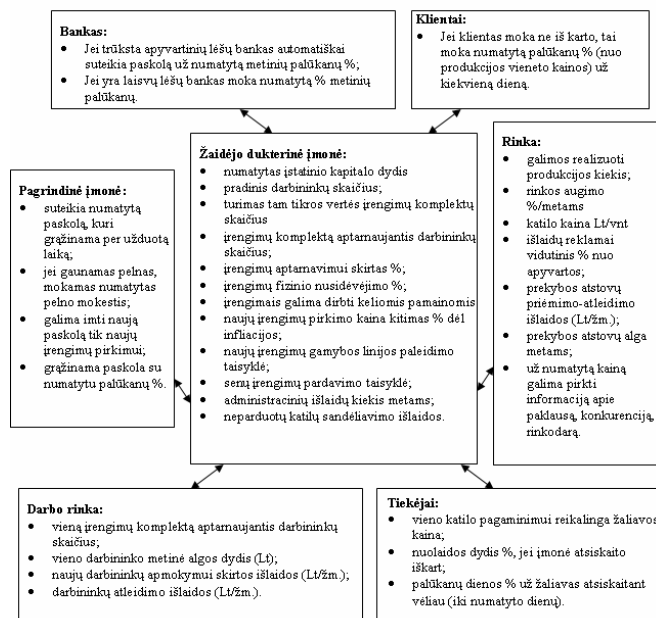 Bankas:
• Jei trūksta apyvartinių lėšų bankas automatiškai
suteikia paskolą už numatytą metinių palūkanų %;
• Jei yra laisvų lėšų bankas moka numatytą % metinių
palūkanų.
Klientai:
• Jei klientas moka ne iš karto, tai
moka numatytą palūkanų % (nuo
produkcijos vieneto kainos) už
kiekvieną dieną.
Pagrindinė įmonė:
• suteikia numatytą
paskolą, kuri
grąžinama per užduotą
laiką;
• jei gaunamas pelnas,
mokamas numatytas
pelno mokestis;
• galima imti naują
paskolą tik naujų
įrengimų pirkimui;
• grąžinama paskola su
numatytu palūkanų %.
Žaidėjo dukterinė įmonė:
• numatytas įstatinio kapitalo dydis
• pradinis darbininkų skaičius;
• turimas tam tikros vertės įrengimų komplektų
skaičius
• įrengimų komplektą aptarnaujantis darbininkų
skaičius;
• įrengimų aptarnavimui skirtas %;
• įrengimų fizinio nusidėvėjimo %;
• įrengimais galima dirbti keliomis pamainomis
• naujų įrengimų pirkimo kaina kitimas % dėl
infliacijos;
• naujų įrengimų gamybos linijos paleidimo
taisyklė;
• senų įrengimų pardavimo taisyklė;
• administracinių išlaidų kiekis metams;
• neparduotų katilų sandėliavimo išlaidos.
Rinka:
• galimos realizuoti
produkcijos kiekis;
• rinkos augimo
%/metams
• katilo kaina Lt/vnt
• išlaidų reklamai
vidutinis % nuo
apyvartos;
• prekybos atstovų
priėmimo-atleidimo
išlaidos (Lt/žm.);
• prekybos atstovų alga
metams;
• už numatytą kainą
galima pirkti
informaciją apie
paklausą, konkurenciją,
rinkodarą.
Darbo rinka:
• vieną įrengimų komplektą aptarnaujantis darbininkų
skaičius;
• vieno darbininko metinė algos dydis (Lt);
• naujų darbininkų apmokymui skirtos išlaidos (Lt/žm.);
• darbininkų atleidimo išlaidos (Lt/žm.).
Tiekėjai:
• vieno katilo pagaminimui reikalinga žaliavos
kaina;
• nuolaidos dydis %, jei įmonė atsiskaito
iškart;
• palūkanų dienos % už žaliavas atsiskaitant
vėliau (iki numatyto dienų).